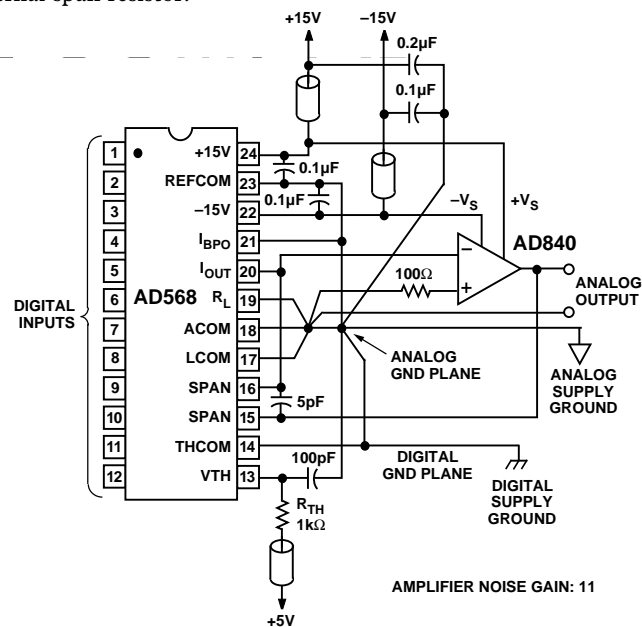 ernal span resistor.
+15V
–15V
0.2µF
0.1µF
1
2
3
4
5
6
7
8
9
10
11
12
DIGITAL
INPUTS
AD568
+15V
REFCOM
–15V
IBPO
IOUT
RL
ACOM
LCOM
SPAN
SPAN
THCOM
VTH
24
23
22
21
20
19
18
17
16
15
14
13
0.1µF
0.1µF
–VS
+VS
AD840
100Ω
ANALOG
OUTPUT
ANALOG
GND PLANE
ANALOG
SUPPLY
GROUND
5pF
100pF
DIGITAL
GND PLANE
DIGITAL
SUPPLY
GROUND
RTH
1kΩ
+5V
AMPLIFIER NOISE GAIN: 11